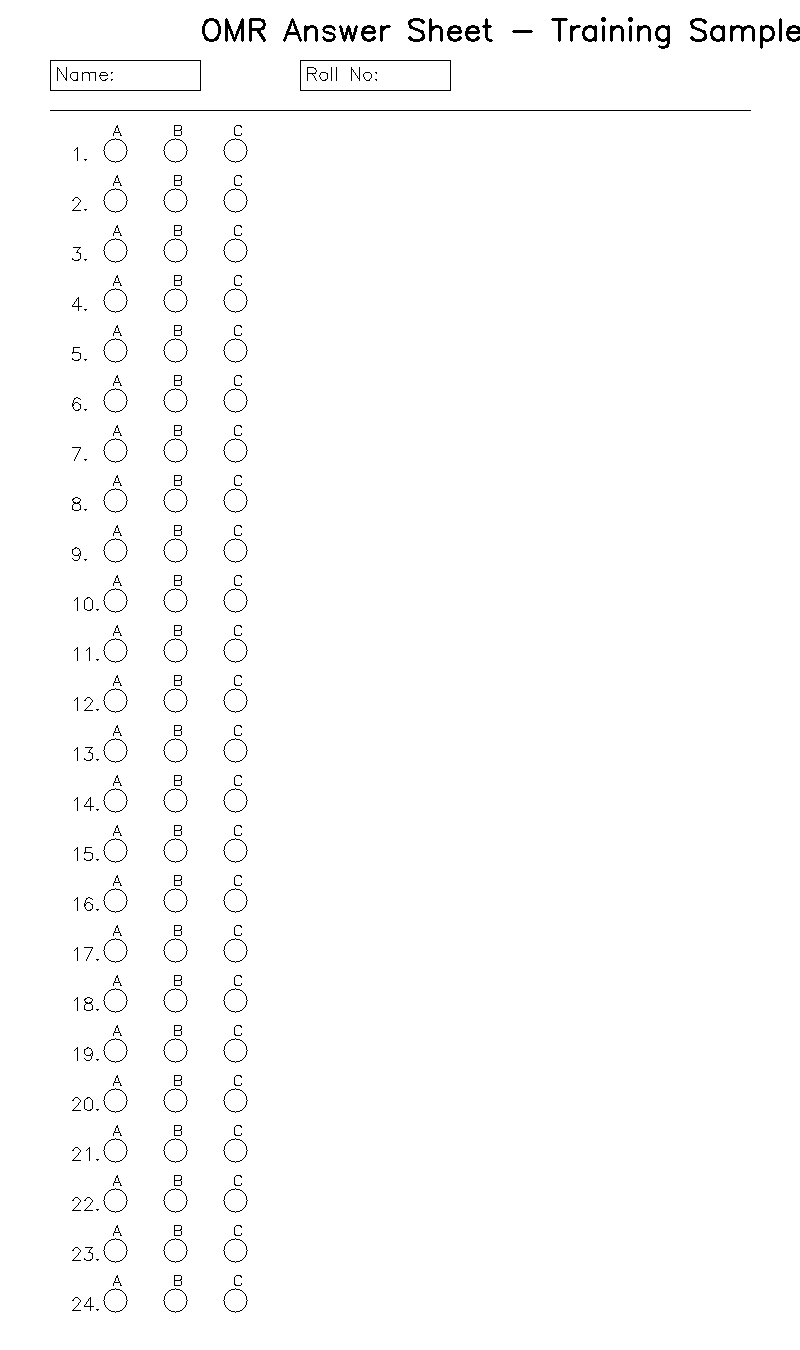 OMR Answer Sheet - Training Sample
Name: Roll No:
A B C
1.
A B C
2.
A B C
3.
A B C
4.
A B C
5.
A B C
6.
A B C
7.
A B C
8.
A B C
9.
A B C
10.
A B C
11.
A B C
12.
A B C
13.
A B C
14.
A B C
15.
A B C
16.
A B C
17.
A B C
18.
A B C
19.
A B C
20.
A B C
21.
A B C
22.
A B C
23.
A B C
24.